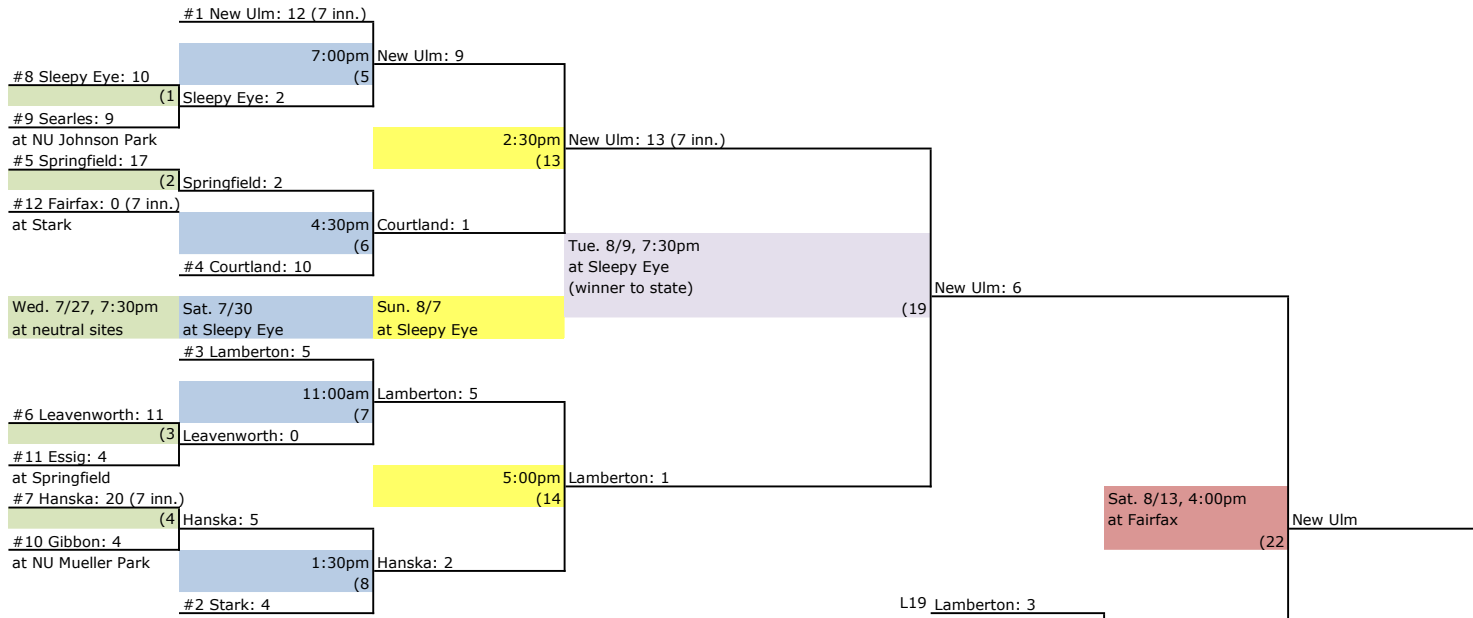 #1 New Ulm: 12 (7 inn.)
7:00pm
(5
New Ulm: 9
#8 Sleepy Eye: 10
(1
Sleepy Eye: 2
#9 Searles: 9
at NU Johnson Park
2:30pm
(13
New Ulm: 13 (7 inn.)
#5 Springfield: 17
(2
Springfield: 2
#12 Fairfax: 0 (7 inn.)
at Stark
4:30pm
(6
Courtland: 1
#4 Courtland: 10
Tue. 8/9, 7:30pm
at Sleepy Eye
(winner to state)
(19
New Ulm: 6
Wed. 7/27, 7:30pm
at neutral sites
Sat. 7/30
at Sleepy Eye
Sun. 8/7
at Sleepy Eye
#3 Lamberton: 5
11:00am
(7
Lamberton: 5
#6 Leavenworth: 11
(3
Leavenworth: 0
#11 Essig: 4
at Springfield
5:00pm
(14
Lamberton: 1
#7 Hanska: 20 (7 inn.)
(4
Hanska: 5
#10 Gibbon: 4
at NU Mueller Park
1:30pm
(8
Hanska: 2
#2 Stark: 4
Sat. 8/13, 4:00pm
at Fairfax
(22
New Ulm
L19
Lamberton: 3